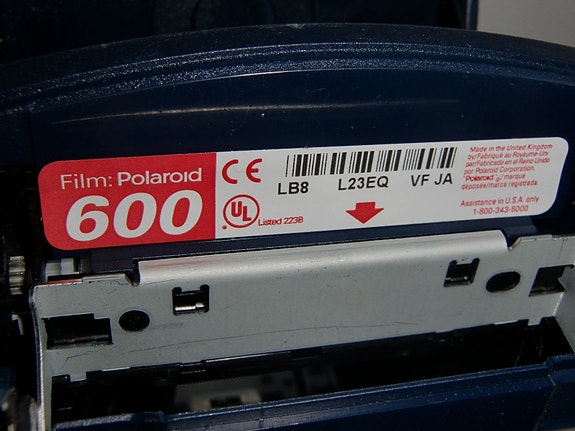 Film: Polaroid
600
CE
UL
Listed 223B
LB8 L23EQ VF JA
Made in the United Kingdom
by/Fabriqué au Royaume-Uni
par/Fabricado en el Reino Unido
por Polaroid Corporation.
"Polaroid"® marque
déposée/marca registrada.
Assistance in U.S.A. only
1-800-343-5000